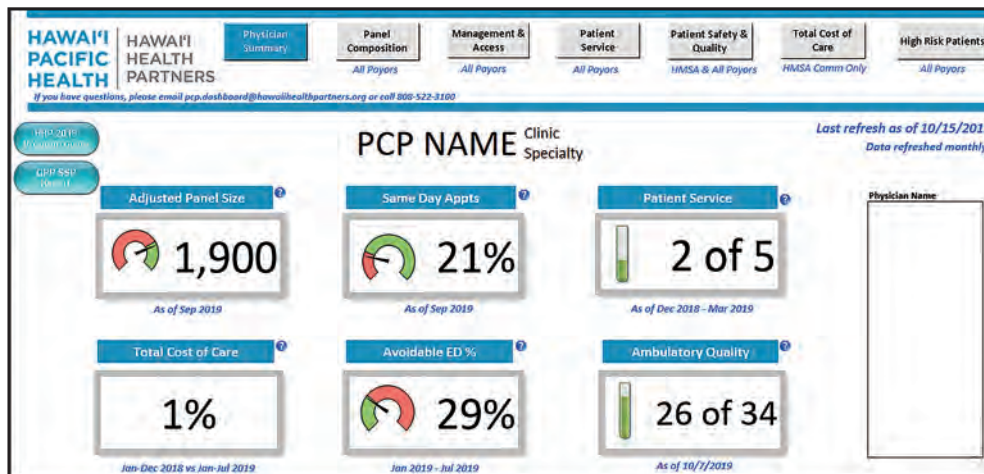 HAWAI'I
PACIFIC
HEALTH
HAWAI'I
HEALTH
PARTNERS
Physician
Summary
Panel
Composition
All Payors
Management &
Access
All Payors
Patient
Service
All Payors
Patient Safety &
Quality
HMSA & All Payors
Total Cost of
Care
HMSA Comm Only
High Risk Patients
All Payors
If you have questions, please email pcp.dashboard@hawaiihealthpartners.org or call 808-522-3100
HHP 2019
GPP SSP
PCP NAME Clinic
Specialty
Last refresh as of 10/15/201
Data refreshed monthly
Adjusted Panel Size ?
1,900
As of Sep 2019
Same Day Appts ?
21%
As of Sep 2019
Patient Service ?
2 of 5
As of Dec 2018 - Mar 2019
Physician Name
Total Cost of Care ?
1%
Jan-Dec 2018 vs Jan-Jul 2019
Avoidable ED % ?
29%
Jan 2019 - Jul 2019
Ambulatory Quality ?
26 of 34
As of 10/7/2019